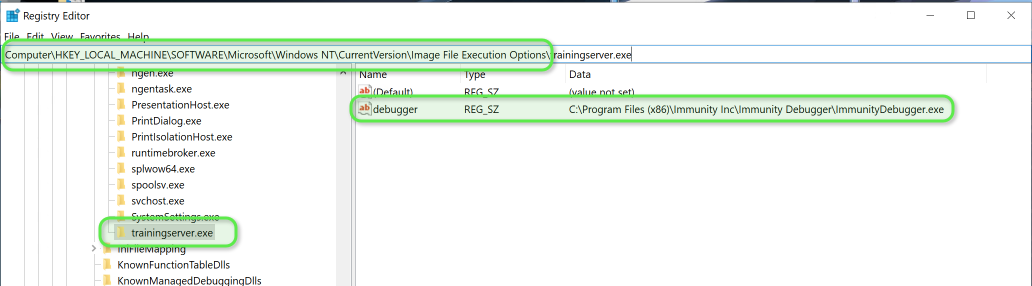 Registry Editor
File Edit View Favorites Help
Computer\HKEY_LOCAL_MACHINE\SOFTWARE\Microsoft\Windows NT\CurrentVersion\Image File Execution Options\trainingserver.exe
ngen.exe
ngentask.exe
PresentationHost.exe
PrintDialog.exe
PrintIsolationHost.exe
runtimebroker.exe
splwow64.exe
spoolsv.exe
svchost.exe
SystemSettings.exe
trainingserver.exe
IniFileMapping
KnownFunctionTableDlls
KnownManagedDebuggingDlls
Name Type Data
ab (Default) REG_SZ (value not set)
ab debugger REG_SZ C:\Program Files (x86)\Immunity Inc\Immunity Debugger\ImmunityDebugger.exe